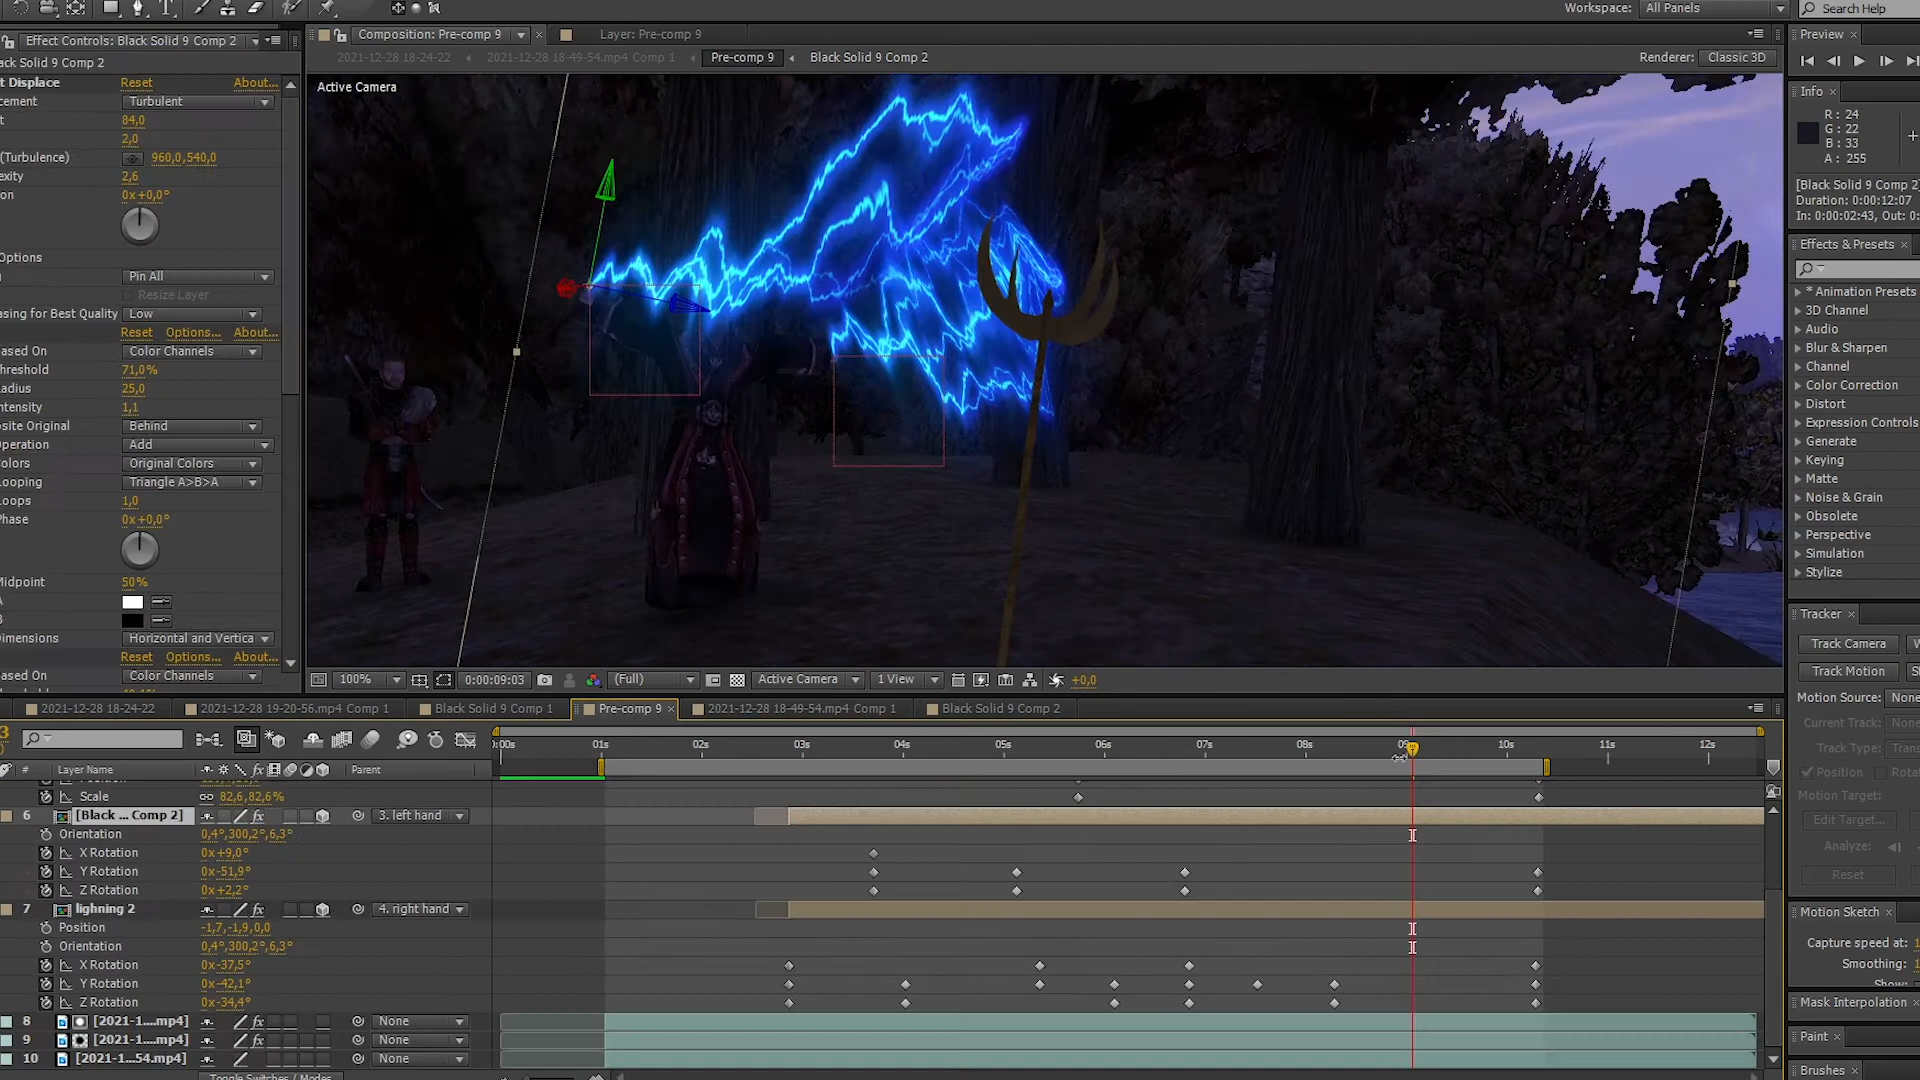 Workspace: All Panels
Search Help
Effect Controls: Black Solid 9 Comp 2
Composition: Pre-comp 9
Layer: Pre-comp 9
Preview
ack Solid 9 Comp 2
2021-12-28 18-24-22
2021-12-28 18-49-54.mp4 Comp 1
Pre-comp 9
Black Solid 9 Comp 2
Renderer: Classic 3D
t Displace Reset About...
Active Camera
Info
cement Turbulent
R: 24
t 84,0
G: 22
2,0
B: 33
(Turbulence) 960,0,540,0
A: 255
exity 2,6
[Black Solid 9 Comp 2]
on 0x+0,0°
Duration: 0:00:12:07
In: 0:00:02:43, Out: 0:
Effects & Presets
Options
Pin All
* Animation Presets
Resize Layer
3D Channel
asing for Best Quality Low
Audio
Reset Options... About...
Blur & Sharpen
ased On Color Channels
Channel
hreshold 71,0%
Color Correction
adius 25,0
Distort
ntensity 1,1
Expression Controls
osite Original Behind
Generate
peration Add
Keying
olors Original Colors
Matte
ooping Triangle A>B>A
Noise & Grain
oops 1,0
Obsolete
hase 0x+0,0°
Perspective
Simulation
Stylize
Midpoint 50%
A
B
Tracker
imensions Horizontal and Vertica
Track Camera
Reset Options... About...
Track Motion
ased On Color Channels
100%
0:00:09:03
(Full)
Active Camera
1 View
+0,0
Motion Source: None
2021-12-28 18-24-22
2021-12-28 19-20-56.mp4 Comp 1
Black Solid 9 Comp 1
Pre-comp 9
2021-12-28 18-49-54.mp4 Comp 1
Black Solid 9 Comp 2
Current Track: None
Track Type: Trans
:00s 01s 02s 03s 04s 05s 06s 07s 08s 09s 10s 11s 12s
# Layer Name Parent
Position Rota
Scale 82,6,82,6%
Motion Target:
6 [Black ... Comp 2] 3. left hand
Edit Target...
Orientation 0,4°,300,2°,6,3°
Analyze:
X Rotation 0x+9,0°
Y Rotation 0x-51,9°
Reset
Z Rotation 0x+2,2°
7 lighning 2 4. right hand
Motion Sketch
Position -1,7,-1,9,0,0
Capture speed at: 1
Orientation 0,4°,300,2°,6,3°
Smoothing: 1
X Rotation 0x-37,5°
Y Rotation 0x-42,1°
Show:
Z Rotation 0x-34,4°
Mask Interpolation
8 [2021-1....mp4] None
9 [2021-1....mp4] None
Paint
10 [2021-1...54.mp4] None
Toggle Switches / Modes
Brushes